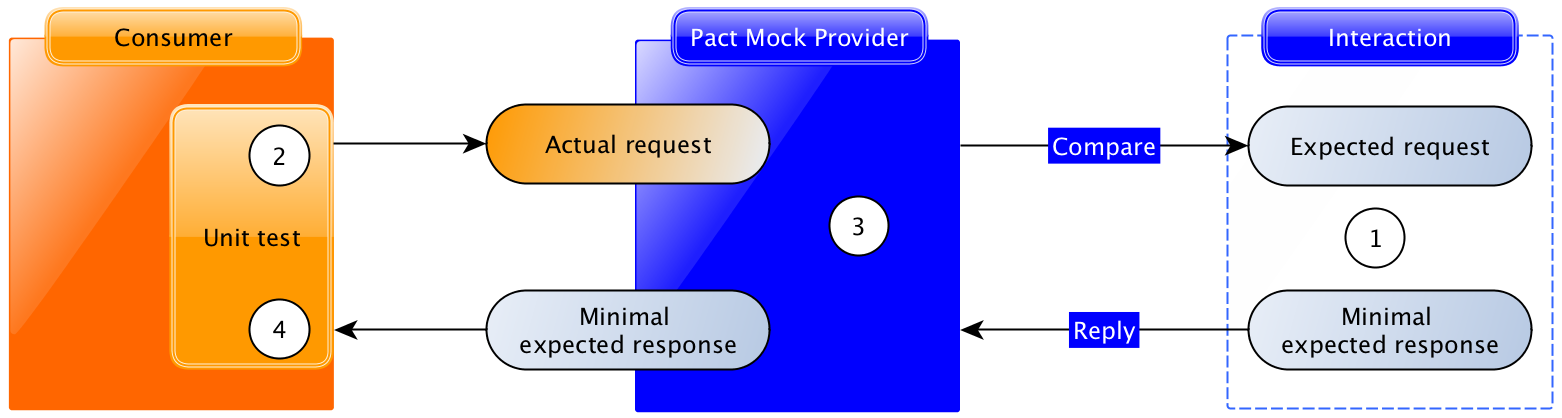 Consumer
Pact Mock Provider
Interaction
2
Actual request
Compare
Expected request
Unit test
3
1
4
Minimal
expected response
Reply
Minimal
expected response